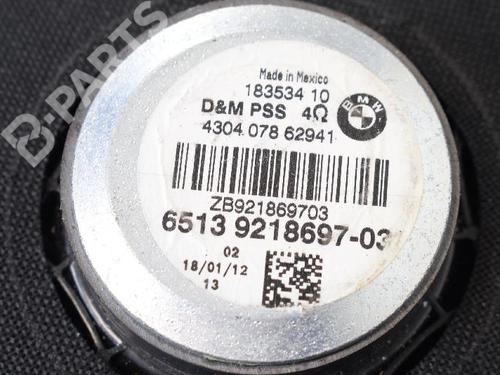 B-PARTS
Made in Mexico
183534 10
D&M PSS 4Ω
BMW
4304 078 62941
ZB921869703
6513 9218697-03
02
18/01/12
13